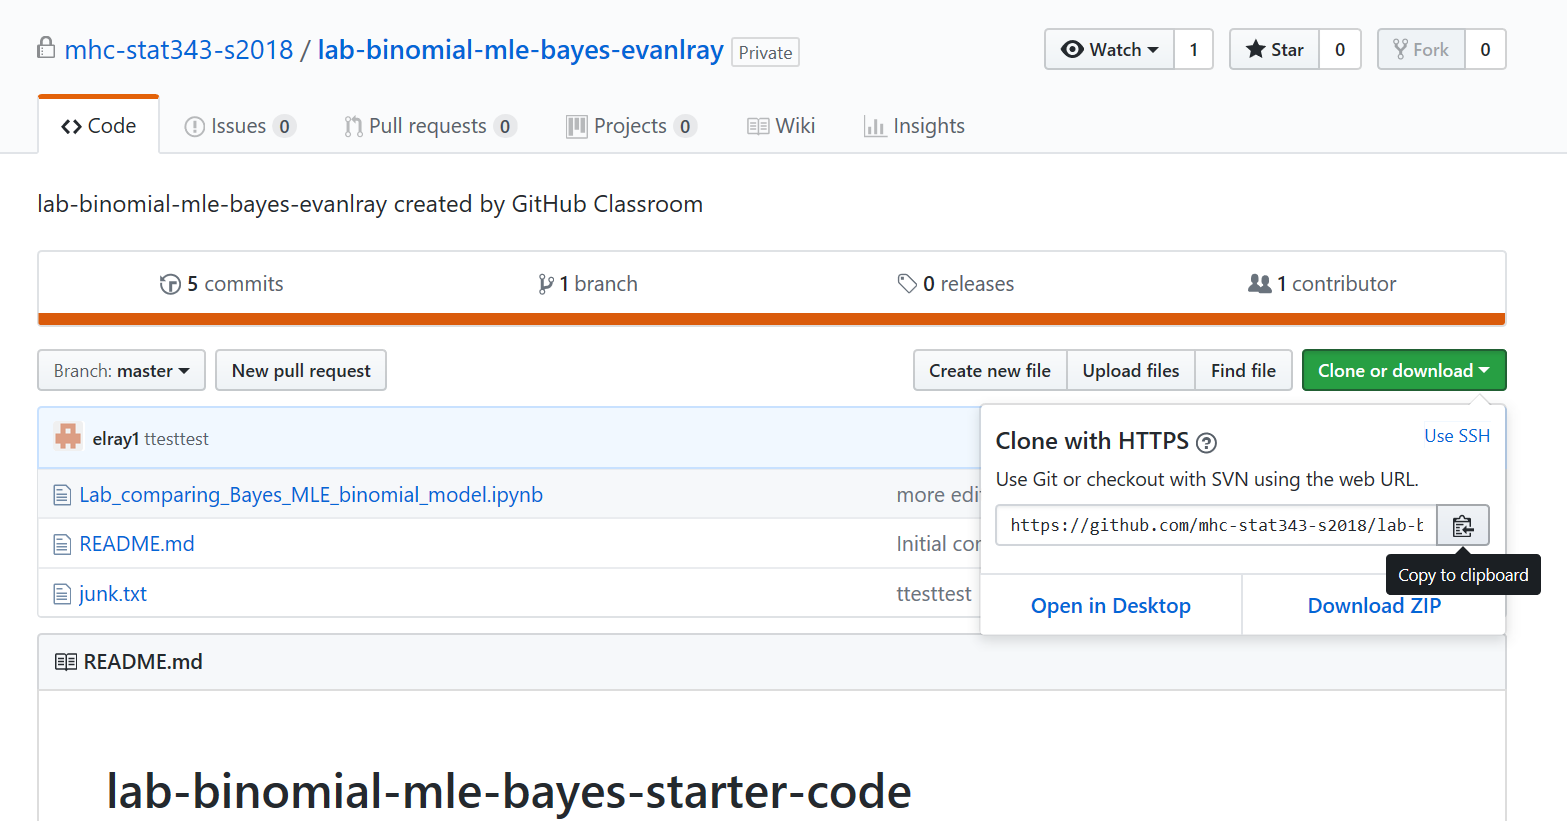 mhc-stat343-s2018 / lab-binomial-mle-bayes-evanlray Private
Watch 1 Star 0 Fork 0
Code Issues 0 Pull requests 0 Projects 0 Wiki Insights
lab-binomial-mle-bayes-evanlray created by GitHub Classroom
5 commits 1 branch 0 releases 1 contributor
Branch: master New pull request Create new file Upload files Find file Clone or download
elray1 ttesttest
Lab_comparing_Bayes_MLE_binomial_model.ipynb more edi
README.md Initial co
junk.txt ttesttest
Clone with HTTPS Use SSH
Use Git or checkout with SVN using the web URL.
https://github.com/mhc-stat343-s2018/lab-b
Copy to clipboard
Open in Desktop Download ZIP
README.md
lab-binomial-mle-bayes-starter-code